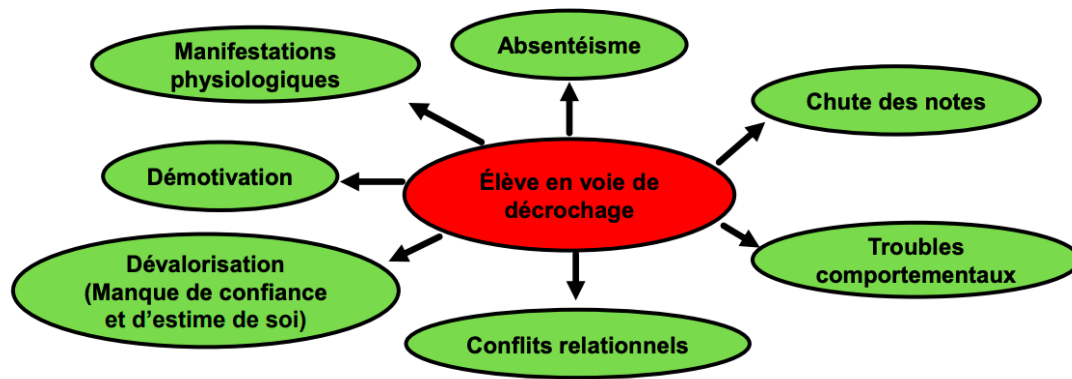 Manifestations
physiologiques
Absentéisme
Chute des notes
Démotivation
Élève en voie de
décrochage
Dévalorisation
(Manque de confiance
et d'estime de soi)
Troubles
comportementaux
Conflits relationnels